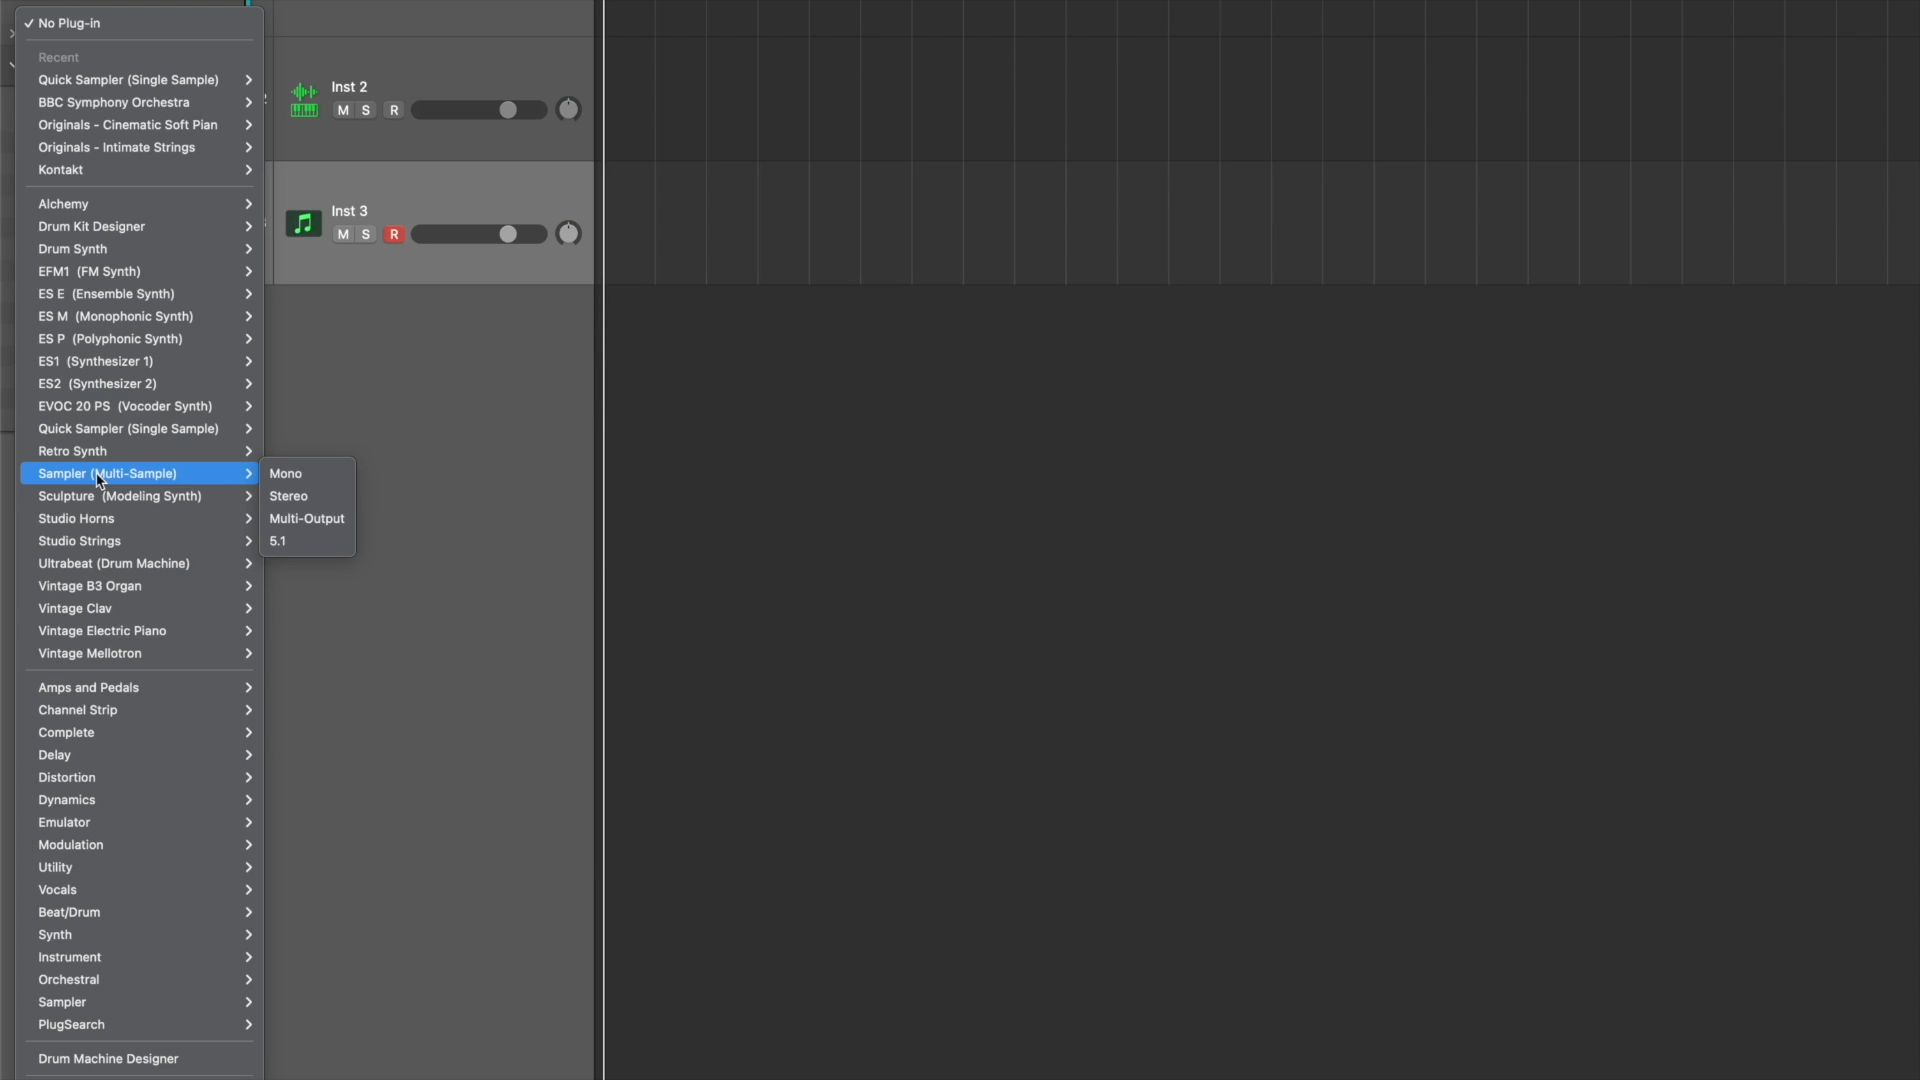 ✓ No Plug-in
Recent
Quick Sampler (Single Sample)
BBC Symphony Orchestra
Originals - Cinematic Soft Pian
Originals - Intimate Strings
Kontakt
Alchemy
Drum Kit Designer
Drum Synth
EFM1 (FM Synth)
ES E (Ensemble Synth)
ES M (Monophonic Synth)
ES P (Polyphonic Synth)
ES1 (Synthesizer 1)
ES2 (Synthesizer 2)
EVOC 20 PS (Vocoder Synth)
Quick Sampler (Single Sample)
Retro Synth
Sampler (Multi-Sample)
Sculpture (Modeling Synth)
Studio Horns
Studio Strings
Ultrabeat (Drum Machine)
Vintage B3 Organ
Vintage Clav
Vintage Electric Piano
Vintage Mellotron
Amps and Pedals
Channel Strip
Complete
Delay
Distortion
Dynamics
Emulator
Modulation
Utility
Vocals
Beat/Drum
Synth
Instrument
Orchestral
Sampler
PlugSearch
Drum Machine Designer
Mono
Stereo
Multi-Output
5.1
Inst 2
M S R
Inst 3
M S R